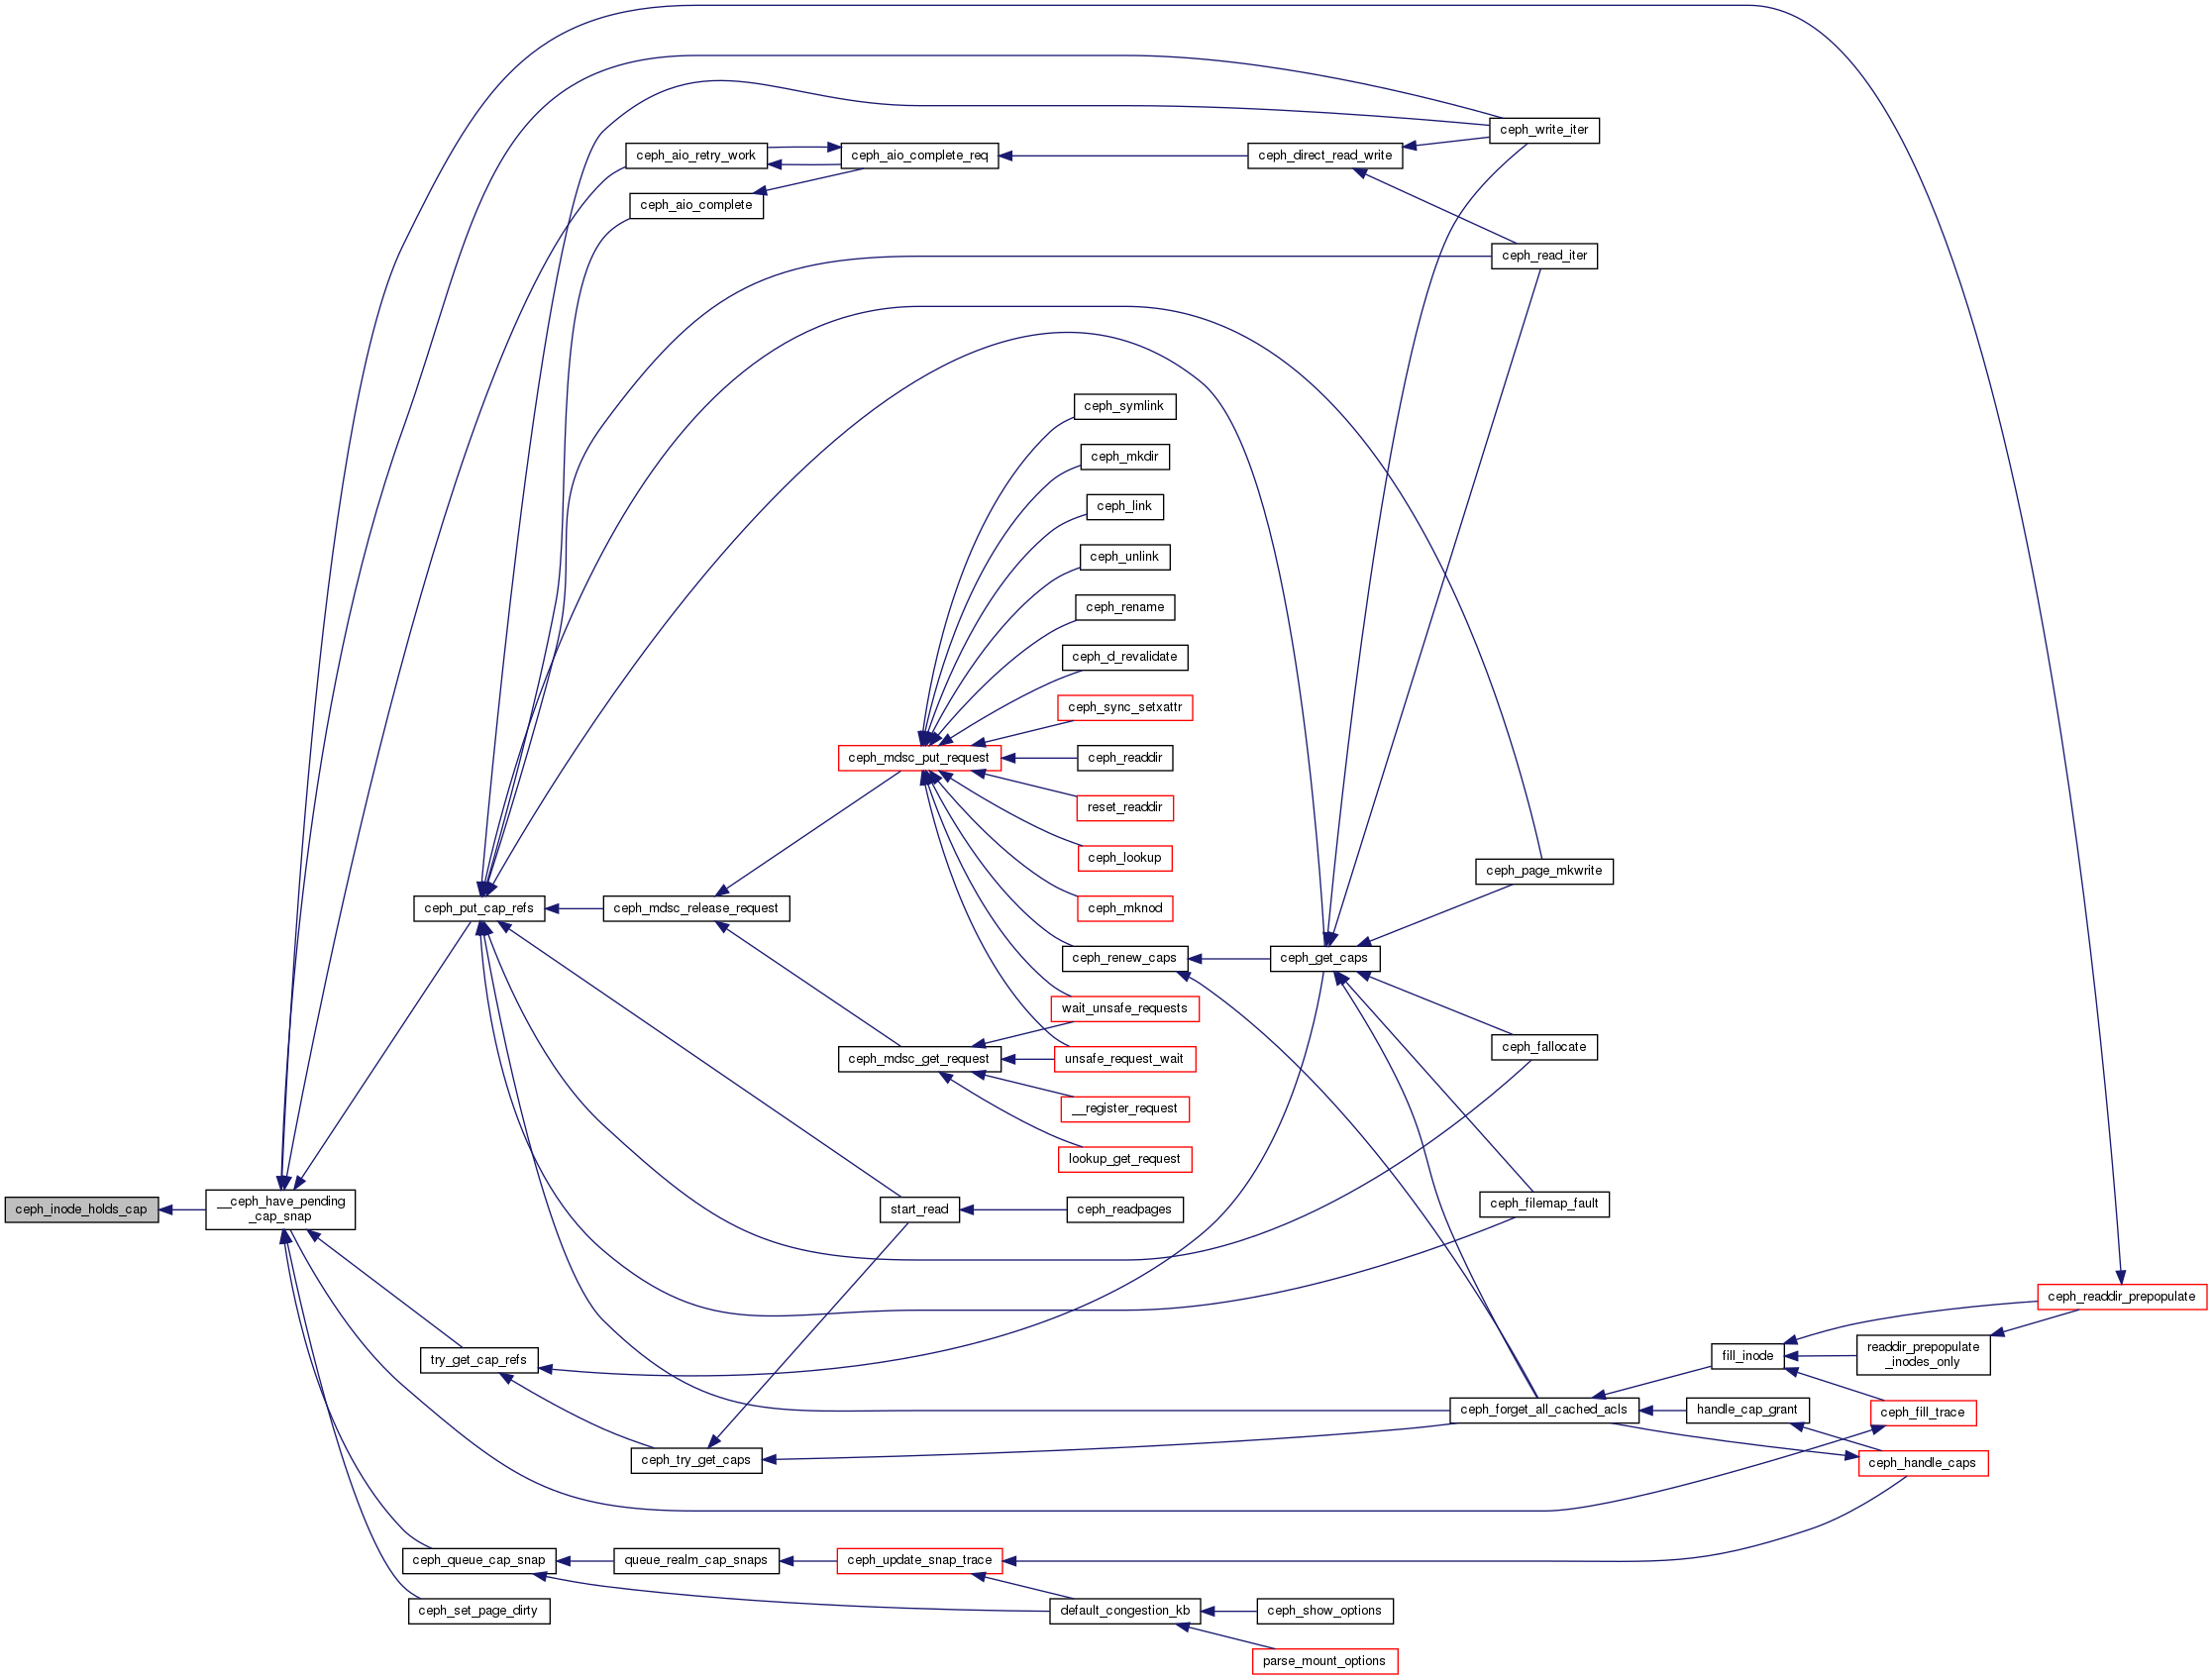 ceph_write_iter
ceph_aio_retry_work
ceph_aio_complete_req
ceph_direct_read_write
ceph_aio_complete
ceph_read_iter
ceph_symlink
ceph_mkdir
ceph_link
ceph_unlink
ceph_rename
ceph_d_revalidate
ceph_sync_setxattr
ceph_mdsc_put_request
ceph_readdir
reset_readdir
ceph_lookup
ceph_page_mkwrite
ceph_put_cap_refs
ceph_mdsc_release_request
ceph_mknod
ceph_renew_caps
ceph_get_caps
wait_unsafe_requests
ceph_mdsc_get_request
unsafe_request_wait
ceph_fallocate
__register_request
lookup_get_request
ceph_inode_holds_cap
__ceph_have_pending
_cap_snap
start_read
ceph_readpages
ceph_filemap_fault
ceph_readdir_prepopulate
try_get_cap_refs
fill_inode
readdir_prepopulate
_inodes_only
ceph_forget_all_cached_acls
handle_cap_grant
ceph_fill_trace
ceph_try_get_caps
ceph_handle_caps
ceph_queue_cap_snap
queue_realm_cap_snaps
ceph_update_snap_trace
ceph_set_page_dirty
default_congestion_kb
ceph_show_options
parse_mount_options